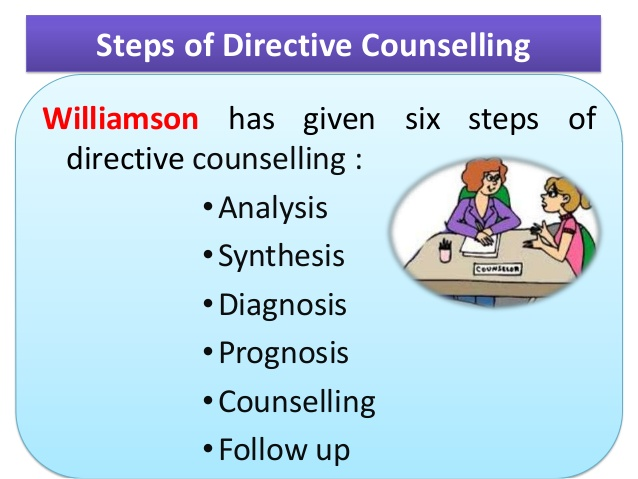 Steps of Directive Counselling
Williamson has given six steps of
directive counselling :
•Analysis
•Synthesis
•Diagnosis
•Prognosis
•Counselling
•Follow up
COUNSELOR